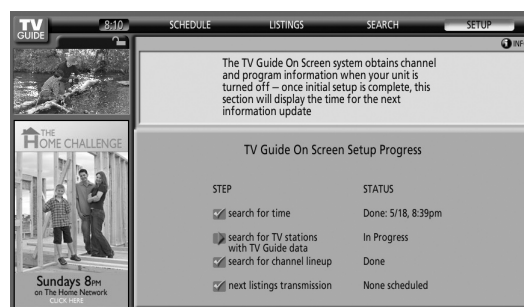 TV
GUIDE
8:10
SCHEDULE LISTINGS SEARCH SETUP
INF
The TV Guide On Screen system obtains channel
and program information when your unit is
turned off – once initial setup is complete, this
section will display the time for the next
information update
THE
HOME CHALLENGE
Sundays 8PM
on The Home Network
CLICK HERE
TV Guide On Screen Setup Progress
STEP STATUS
search for time Done: 5/18, 8:39pm
search for TV stations In Progress
with TV Guide data
search for channel lineup Done
next listings transmission None scheduled